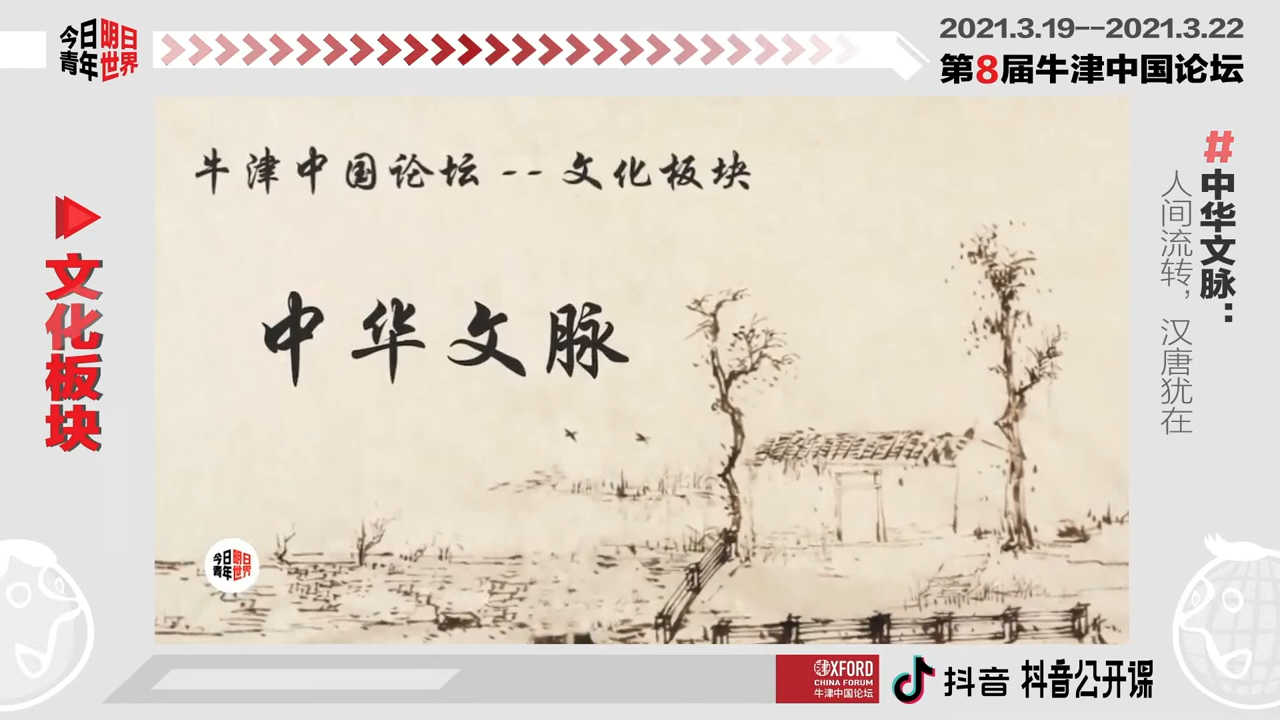 今日明日
青年世界
2021.3.19--2021.3.22
第8届牛津中国论坛
牛津中国论坛--文化板块
中华文脉
文化板块
#中华文脉：
人间流转，汉唐犹在
今日明日
青年世界
OXFORD
CHINA FORUM
牛津中国论坛
抖音 抖音公开课